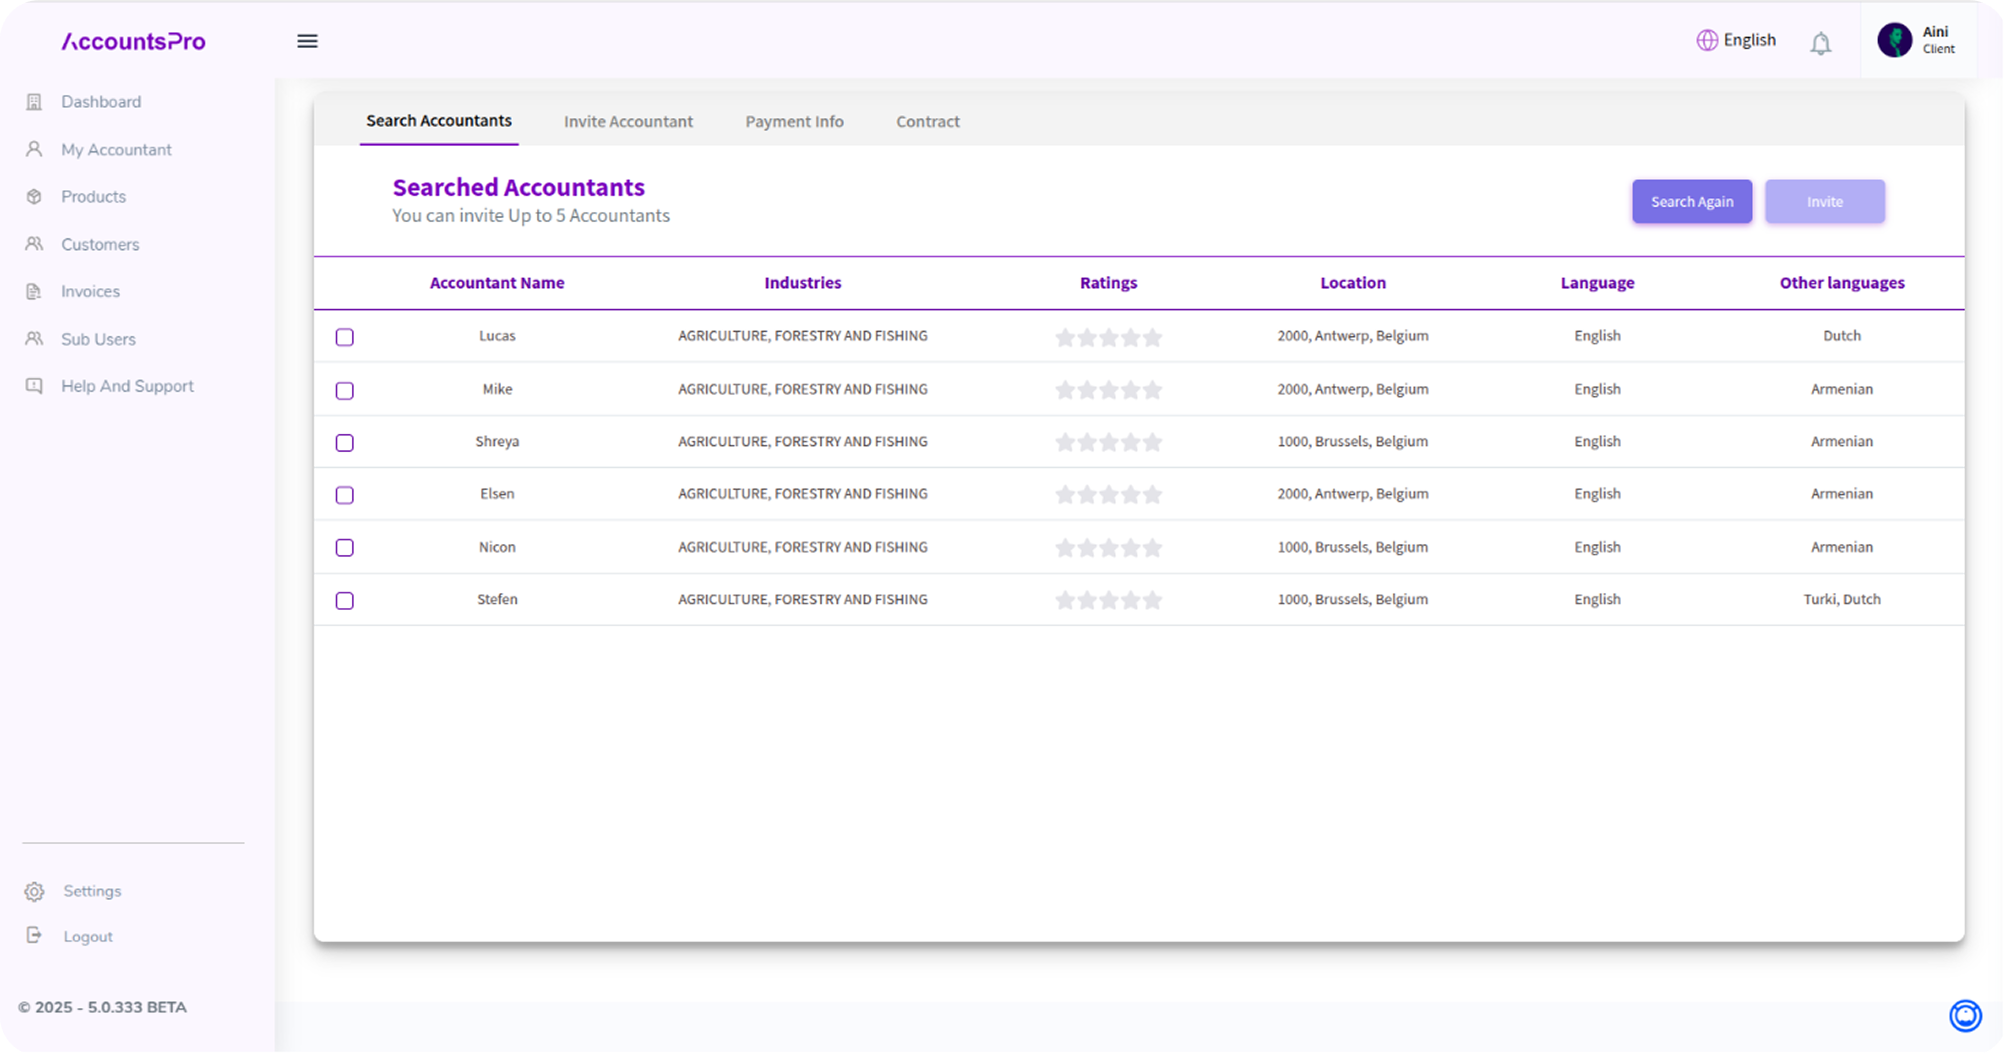 AccountsPro
English
Aini
Client
Dashboard
My Accountant
Products
Customers
Invoices
Sub Users
Help And Support
Settings
Logout
© 2025 - 5.0.333 BETA
Search Accountants Invite Accountant Payment Info Contract
Searched Accountants
You can invite Up to 5 Accountants
Search Again Invite
Accountant Name Industries Ratings Location Language Other languages
Lucas AGRICULTURE, FORESTRY AND FISHING 2000, Antwerp, Belgium English Dutch
Mike AGRICULTURE, FORESTRY AND FISHING 2000, Antwerp, Belgium English Armenian
Shreya AGRICULTURE, FORESTRY AND FISHING 1000, Brussels, Belgium English Armenian
Elsen AGRICULTURE, FORESTRY AND FISHING 2000, Antwerp, Belgium English Armenian
Nicon AGRICULTURE, FORESTRY AND FISHING 1000, Brussels, Belgium English Armenian
Stefen AGRICULTURE, FORESTRY AND FISHING 1000, Brussels, Belgium English Turki, Dutch